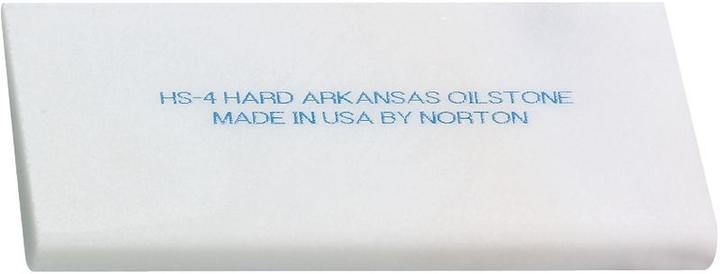 HS-4 HARD ARKANSAS OILSTONE
MADE IN USA BY NORTON